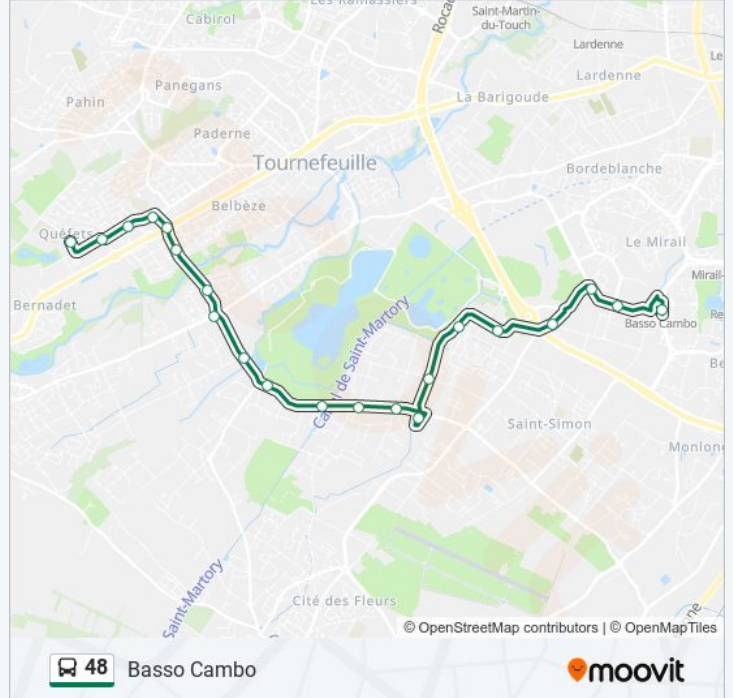 Les Ramassiers
Cabirol
Saint-Martin-
du-Touch
Lardenne
Le
Lardenne
Panegans
La Barigoude
Pahin
Paderne
Tournefeuille
Bordeblanche
Belbèze
Quéfets
Le Mirail
Mirail-
Bernadet
Basso Cambo
Canal de Saint-Martory
Saint-Simon
Monlon
Saint-Martory
Cité des Fleurs
© OpenStreetMap contributors | © OpenMapTiles
48 Basso Cambo
moovit